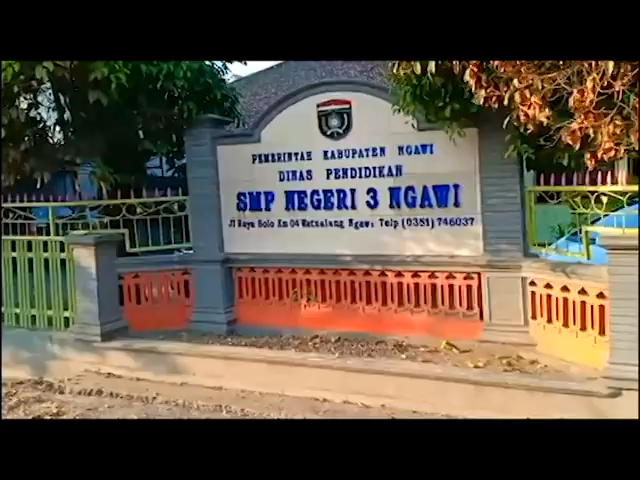 PEMERINTAH KABUPATEN NGAWI
DINAS PENDIDIKAN
SMP NEGERI 3 NGAWI
Jl Raya Solo Km 04 Watualang Ngawi Telp (0351) 746037